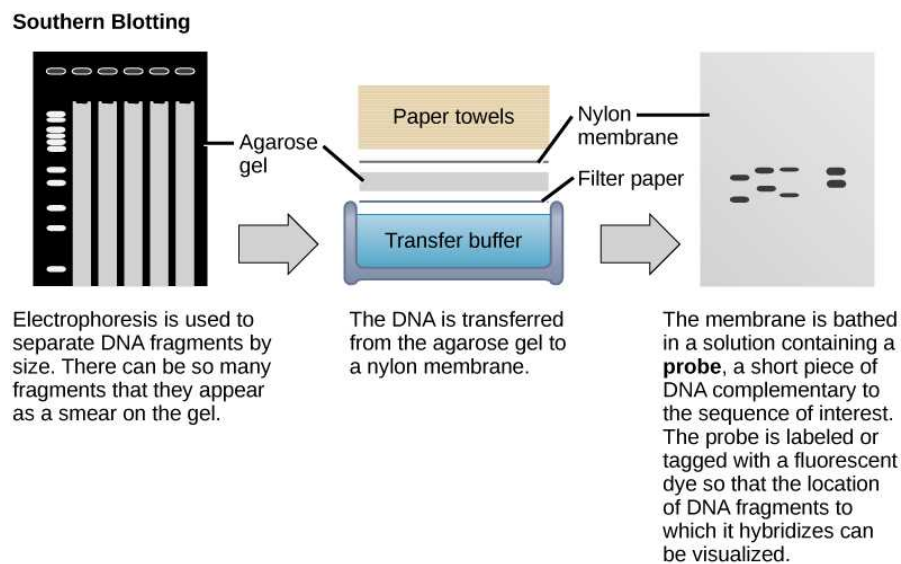 Southern Blotting
Agarose
gel
Paper towels
Nylon
membrane
Filter paper
Transfer buffer
Electrophoresis is used to
separate DNA fragments by
size. There can be so many
fragments that they appear
as a smear on the gel.
The DNA is transferred
from the agarose gel to
a nylon membrane.
The membrane is bathed
in a solution containing a
probe, a short piece of
DNA complementary to
the sequence of interest.
The probe is labeled or
tagged with a fluorescent
dye so that the location
of DNA fragments to
which it hybridizes can
be visualized.